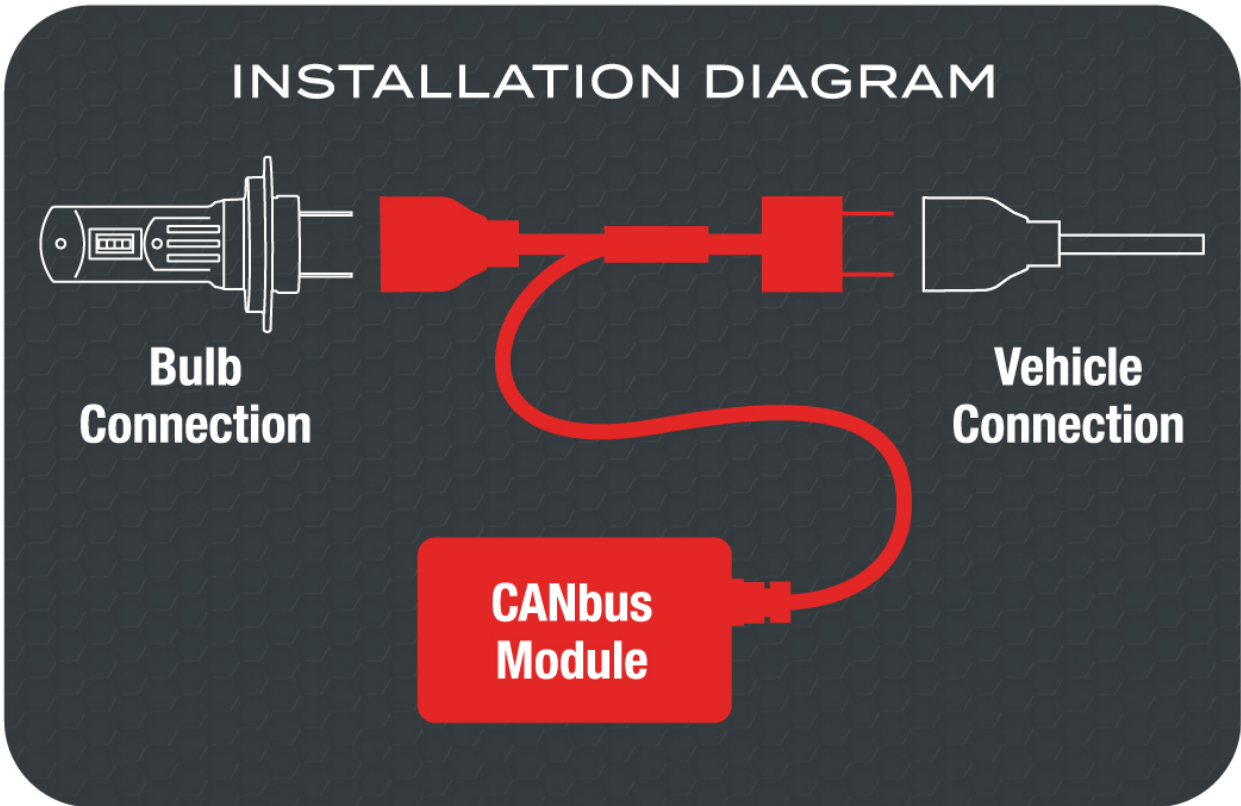 INSTALLATION DIAGRAM
Bulb
Connection
Vehicle
Connection
CANbus
Module